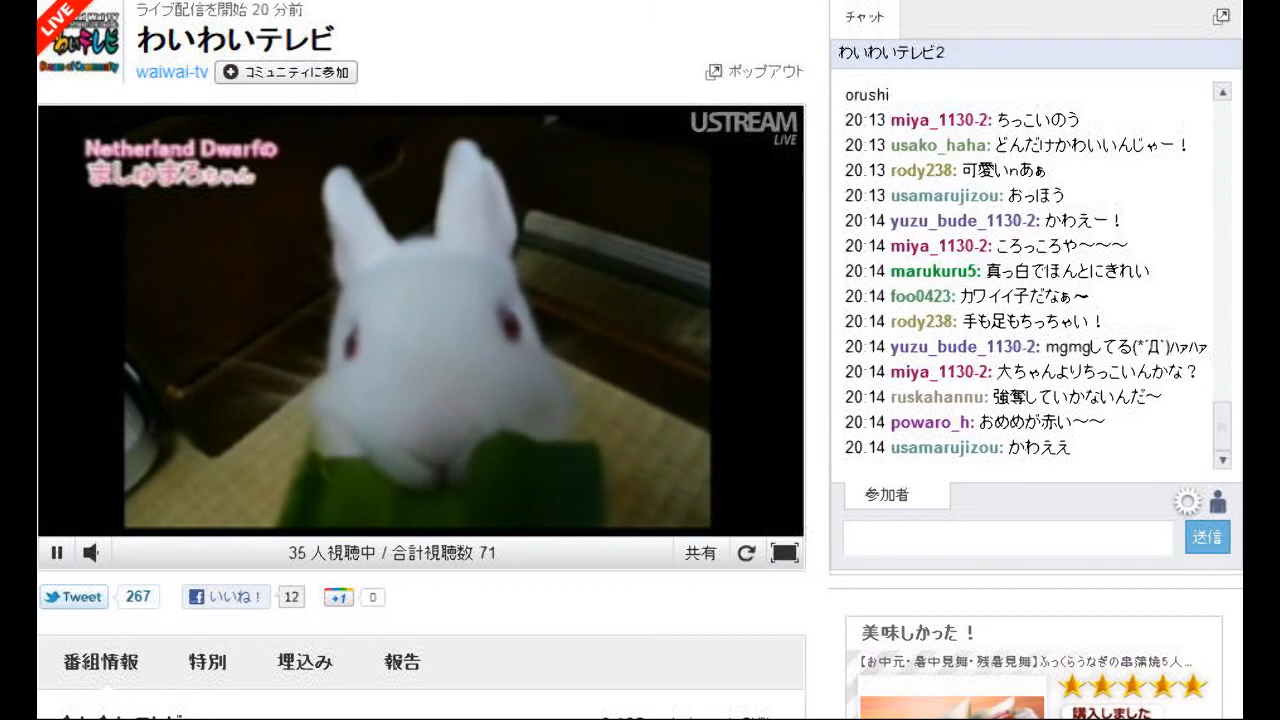 LIVE
ライブ配信を開始 20 分前
わいわいテレビ
waiwai-tv
コミュニティに参加
ポップアウト
USTREAM
LIVE
Netherland Dwarfの
ましゅまろちゃん
35 人視聴中 / 合計視聴数 71
共有
Tweet 267
いいね！ 12
+1 0
番組情報 特別 埋込み 報告
チャット
わいわいテレビ2
orushi
20:13 miya_1130-2: ちっこいのう
20:13 usako_haha: どんだけかわいいんじゃー！
20:13 rody238: 可愛いnあぁ
20:13 usamarujizou: おっほう
20:14 yuzu_bude_1130-2: かわえー！
20:14 miya_1130-2: ころっころや～～～
20:14 marukuru5: 真っ白でほんとにきれい
20:14 foo0423: カワイイ子だなぁ～
20:14 rody238: 手も足もちっちゃい！
20:14 yuzu_bude_1130-2: mgmgしてる(*´Д`)ﾊｧﾊｧ
20:14 miya_1130-2: 大ちゃんよりちっこいんかな？
20:14 ruskahannu: 強奪していかないんだ～
20:14 powaro_h: おめめが赤い～～
20:14 usamarujizou: かわええ
参加者
送信
美味しかった！
【お中元・暑中見舞・残暑見舞】ふっくらうなぎの串蒲焼5人...
購入しました